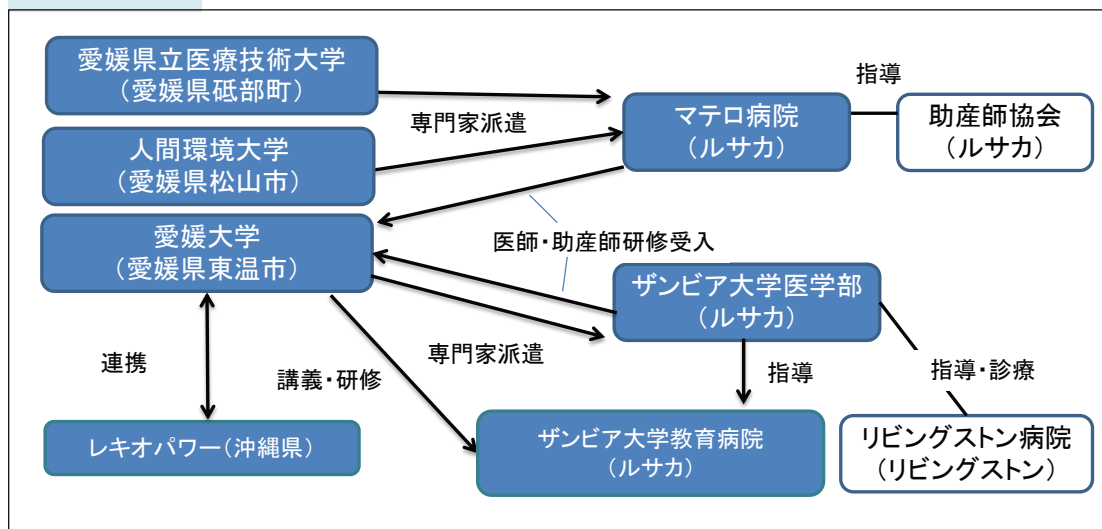 愛媛県立医療技術大学
（愛媛県砥部町）
指導
マテロ病院
（ルサカ）
助産師協会
（ルサカ）
専門家派遣
人間環境大学
（愛媛県松山市）
愛媛大学
（愛媛県東温市）
医師・助産師研修受入
ザンビア大学医学部
（ルサカ）
連携
講義・研修
専門家派遣
指導
指導・診療
レキオパワー（沖縄県）
ザンビア大学教育病院
（ルサカ）
リビングストン病院
（リビングストン）